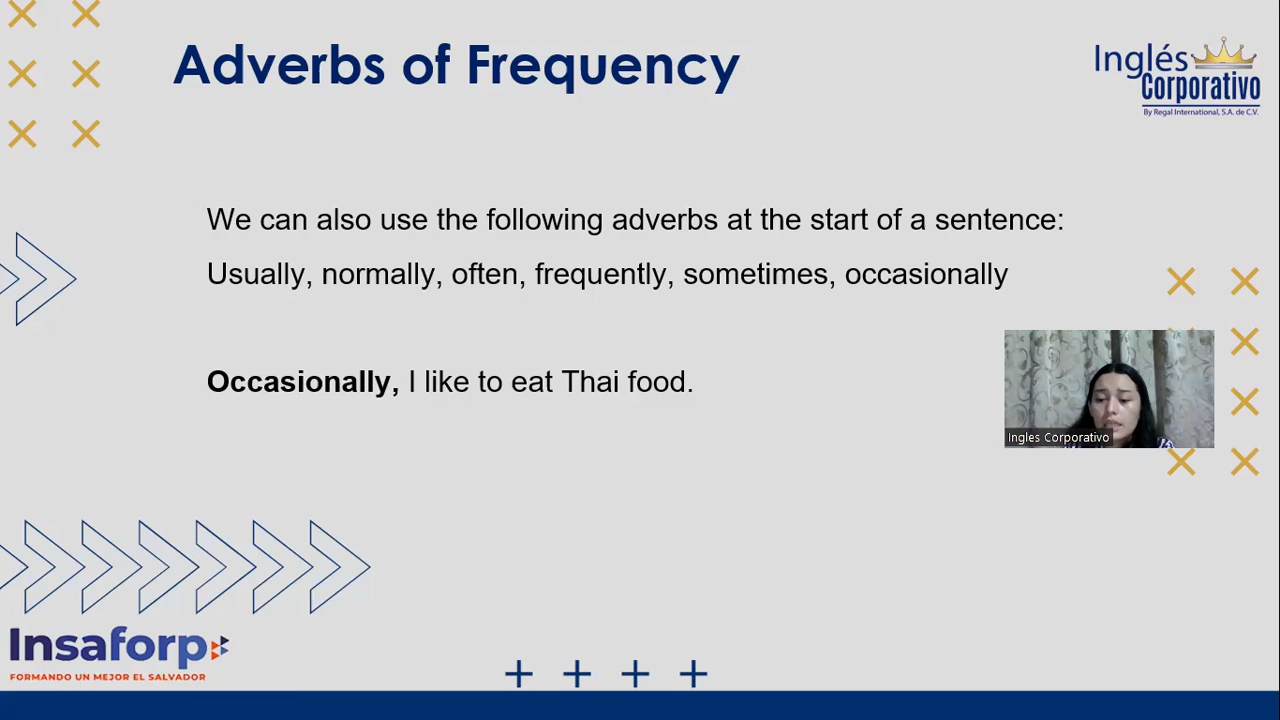 Adverbs of Frequency
Inglés
Corporativo
By Regal International, S.A. de C.V.
We can also use the following adverbs at the start of a sentence:
Usually, normally, often, frequently, sometimes, occasionally
Occasionally, I like to eat Thai food.
Ingles Corporativo
Insaforp
FORMANDO UN MEJOR EL SALVADOR